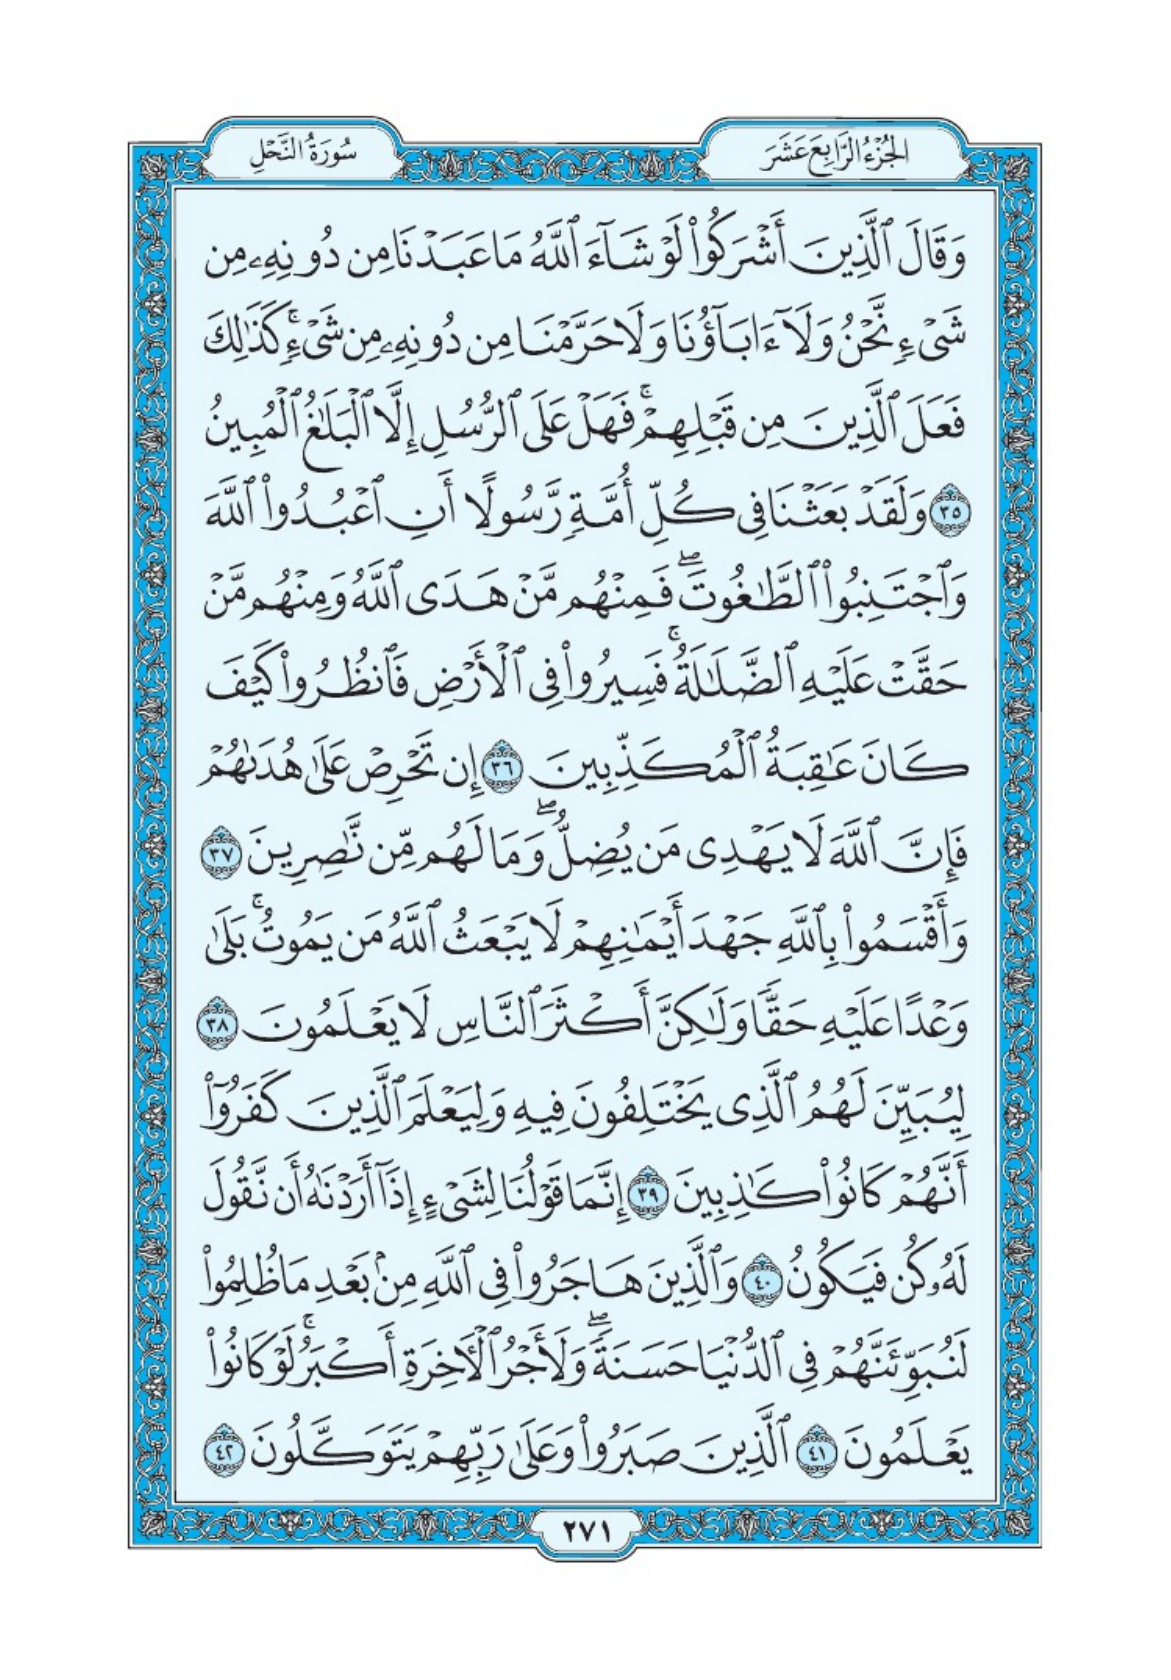 الجُزْءُ الرَّابِعَ عَشَرَ
سُورَةُ النَّحْلِ
وَقَالَ ٱلَّذِينَ أَشْرَكُوا۟ لَوْ شَآءَ ٱللَّهُ مَا عَبَدْنَا مِن دُونِهِۦ مِن
شَىْءٍ نَّحْنُ وَلَآ ءَابَآؤُنَا وَلَا حَرَّمْنَا مِن دُونِهِۦ مِن شَىْءٍۚ كَذَٰلِكَ
فَعَلَ ٱلَّذِينَ مِن قَبْلِهِمْۚ فَهَلْ عَلَى ٱلرُّسُلِ إِلَّا ٱلْبَلَٰغُ ٱلْمُبِينُ
٣٥ وَلَقَدْ بَعَثْنَا فِى كُلِّ أُمَّةٍ رَّسُولًا أَنِ ٱعْبُدُوا۟ ٱللَّهَ
وَٱجْتَنِبُوا۟ ٱلطَّٰغُوتَۖ فَمِنْهُم مَّنْ هَدَى ٱللَّهُ وَمِنْهُم مَّنْ
حَقَّتْ عَلَيْهِ ٱلضَّلَٰلَةُۚ فَسِيرُوا۟ فِى ٱلْأَرْضِ فَٱنظُرُوا۟ كَيْفَ
كَانَ عَٰقِبَةُ ٱلْمُكَذِّبِينَ ٣٦ إِن تَحْرِصْ عَلَىٰ هُدَىٰهُمْ
فَإِنَّ ٱللَّهَ لَا يَهْدِى مَن يُضِلُّۖ وَمَا لَهُم مِّن نَّٰصِرِينَ ٣٧
وَأَقْسَمُوا۟ بِٱللَّهِ جَهْدَ أَيْمَٰنِهِمْ لَا يَبْعَثُ ٱللَّهُ مَن يَمُوتُۚ بَلَىٰ
وَعْدًا عَلَيْهِ حَقًّا وَلَٰكِنَّ أَكْثَرَ ٱلنَّاسِ لَا يَعْلَمُونَ ٣٨
لِيُبَيِّنَ لَهُمُ ٱلَّذِى يَخْتَلِفُونَ فِيهِ وَلِيَعْلَمَ ٱلَّذِينَ كَفَرُوٓا۟
أَنَّهُمْ كَانُوا۟ كَٰذِبِينَ ٣٩ إِنَّمَا قَوْلُنَا لِشَىْءٍ إِذَآ أَرَدْنَٰهُ أَن نَّقُولَ
لَهُۥ كُن فَيَكُونُ ٤٠ وَٱلَّذِينَ هَاجَرُوا۟ فِى ٱللَّهِ مِنۢ بَعْدِ مَا ظُلِمُوا۟
لَنُبَوِّئَنَّهُمْ فِى ٱلدُّنْيَا حَسَنَةًۖ وَلَأَجْرُ ٱلْءَاخِرَةِ أَكْبَرُۚ لَوْ كَانُوا۟
يَعْلَمُونَ ٤١ ٱلَّذِينَ صَبَرُوا۟ وَعَلَىٰ رَبِّهِمْ يَتَوَكَّلُونَ ٤٢
٢٧١